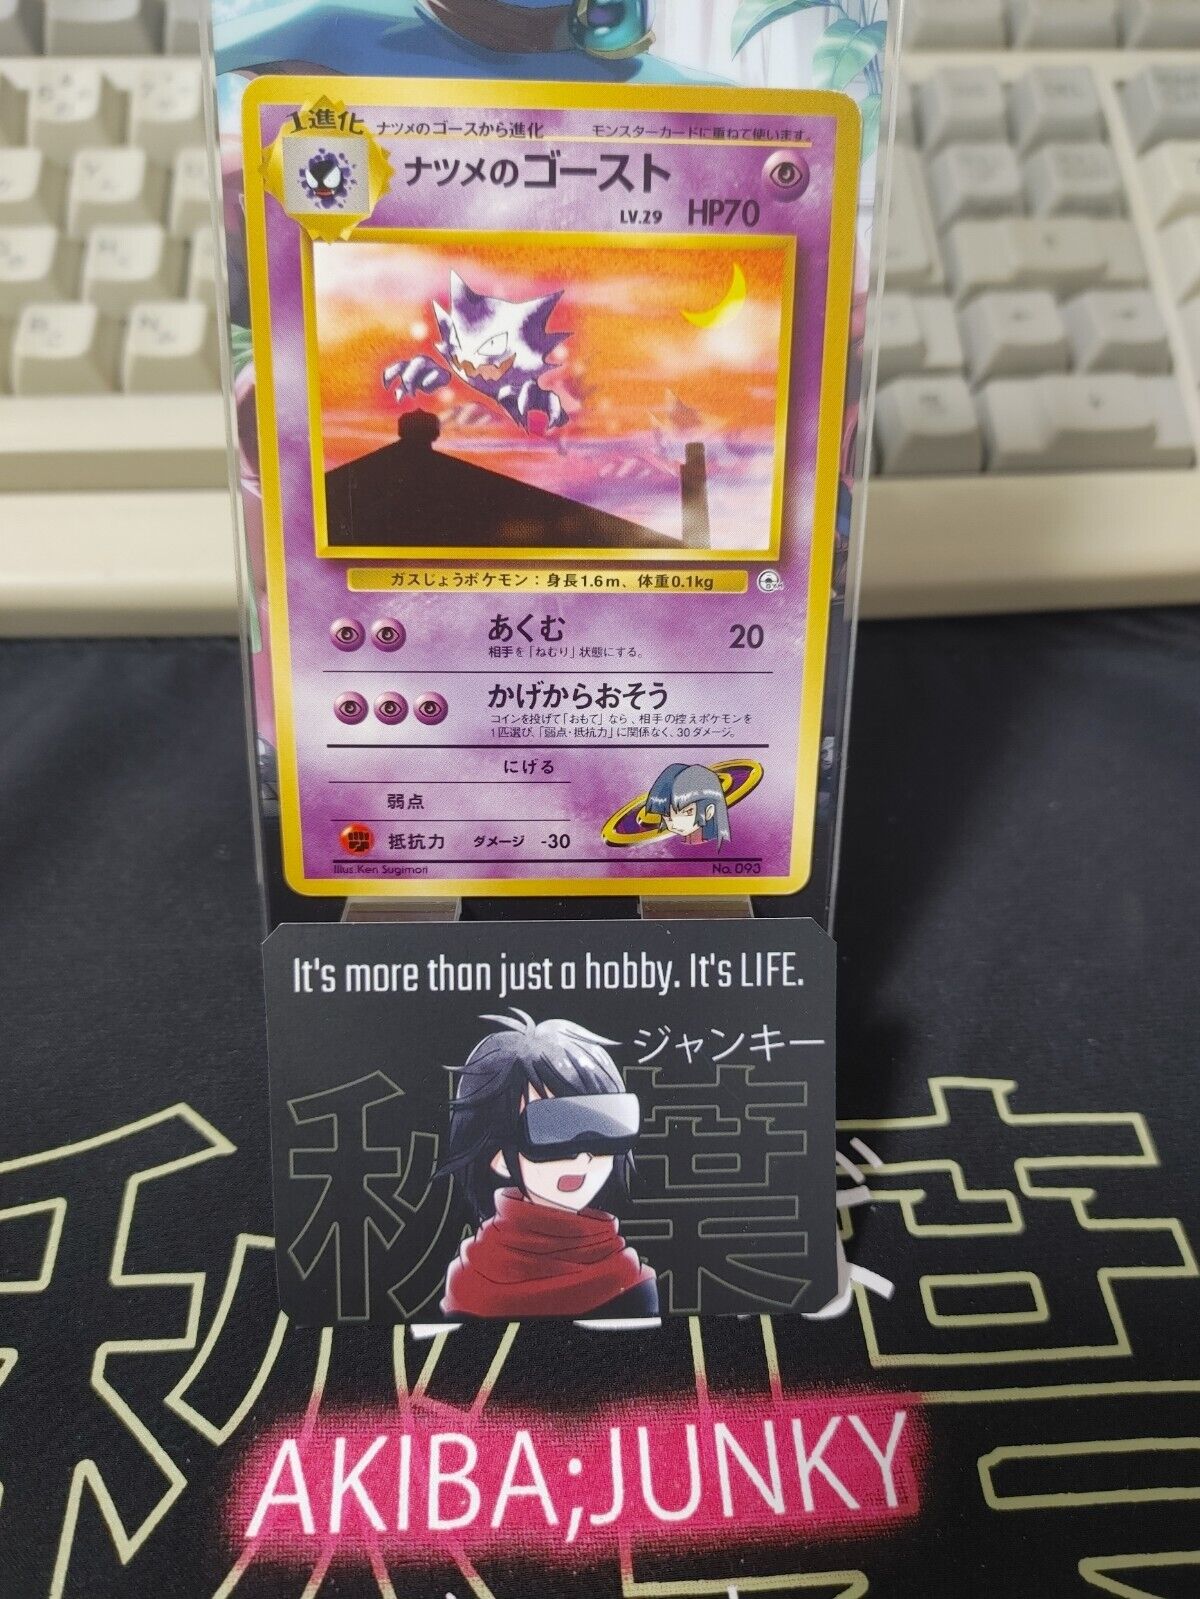 1進化
ナツメのゴースから進化
モンスターカードに重ねて使います。
ナツメのゴースト
LV.29 HP70
ガスじょうポケモン：身長1.6m、体重0.1kg
あくむ 20
相手を「ねむり」状態にする。
かげからおそう
コインを投げて「おもて」なら、相手の控えポケモンを
1匹選び、「弱点・抵抗力」に関係なく、30ダメージ。
にげる
弱点
抵抗力 ダメージ -30
Illus. Ken Sugimori
No. 093
It's more than just a hobby. It's LIFE.
ジャンキー
秋葉
AKIBA;JUNKY